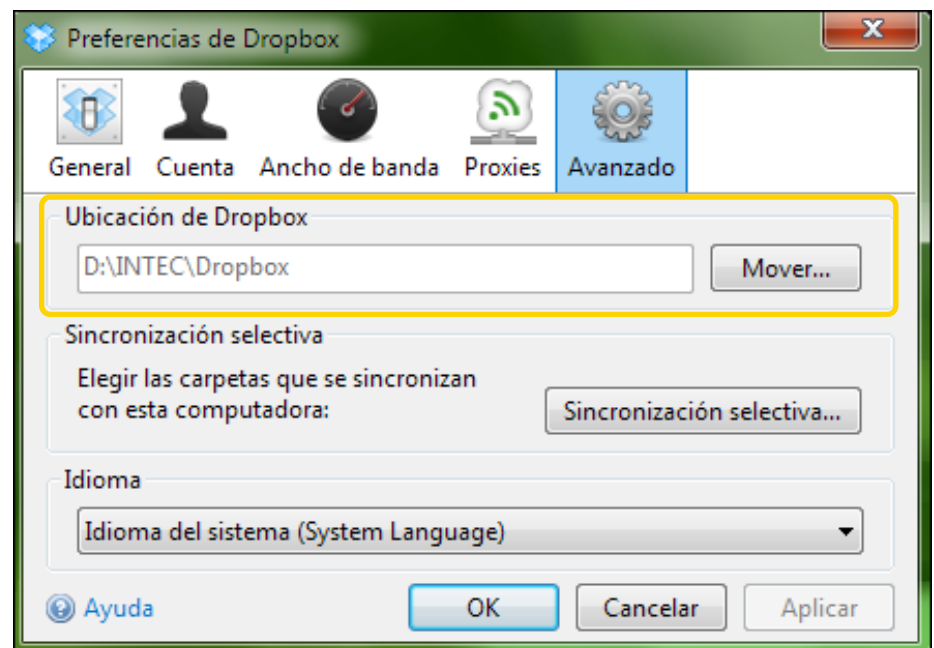 Preferencias de Dropbox
General Cuenta Ancho de banda Proxies Avanzado
Ubicación de Dropbox
D:\INTEC\Dropbox Mover...
Sincronización selectiva
Elegir las carpetas que se sincronizan
con esta computadora: Sincronización selectiva...
Idioma
Idioma del sistema (System Language)
Ayuda OK Cancelar Aplicar